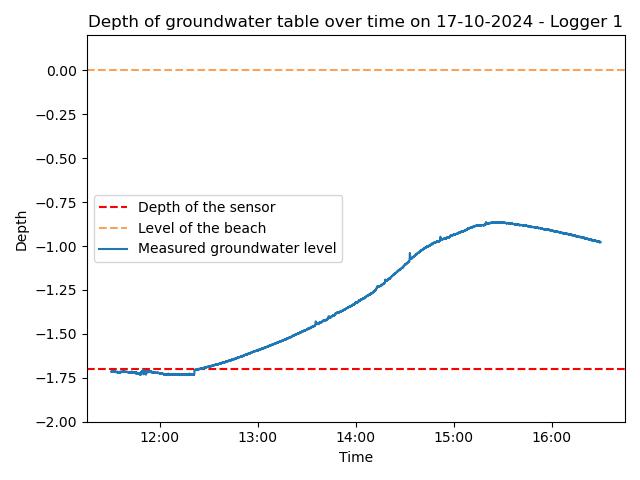 Depth of groundwater table over time on 17-10-2024 - Logger 1
0.00
−0.25
−0.50
−0.75
−1.00
−1.25
−1.50
−1.75
−2.00
Depth
Depth of the sensor
Level of the beach
Measured groundwater level
12:00 13:00 14:00 15:00 16:00
Time